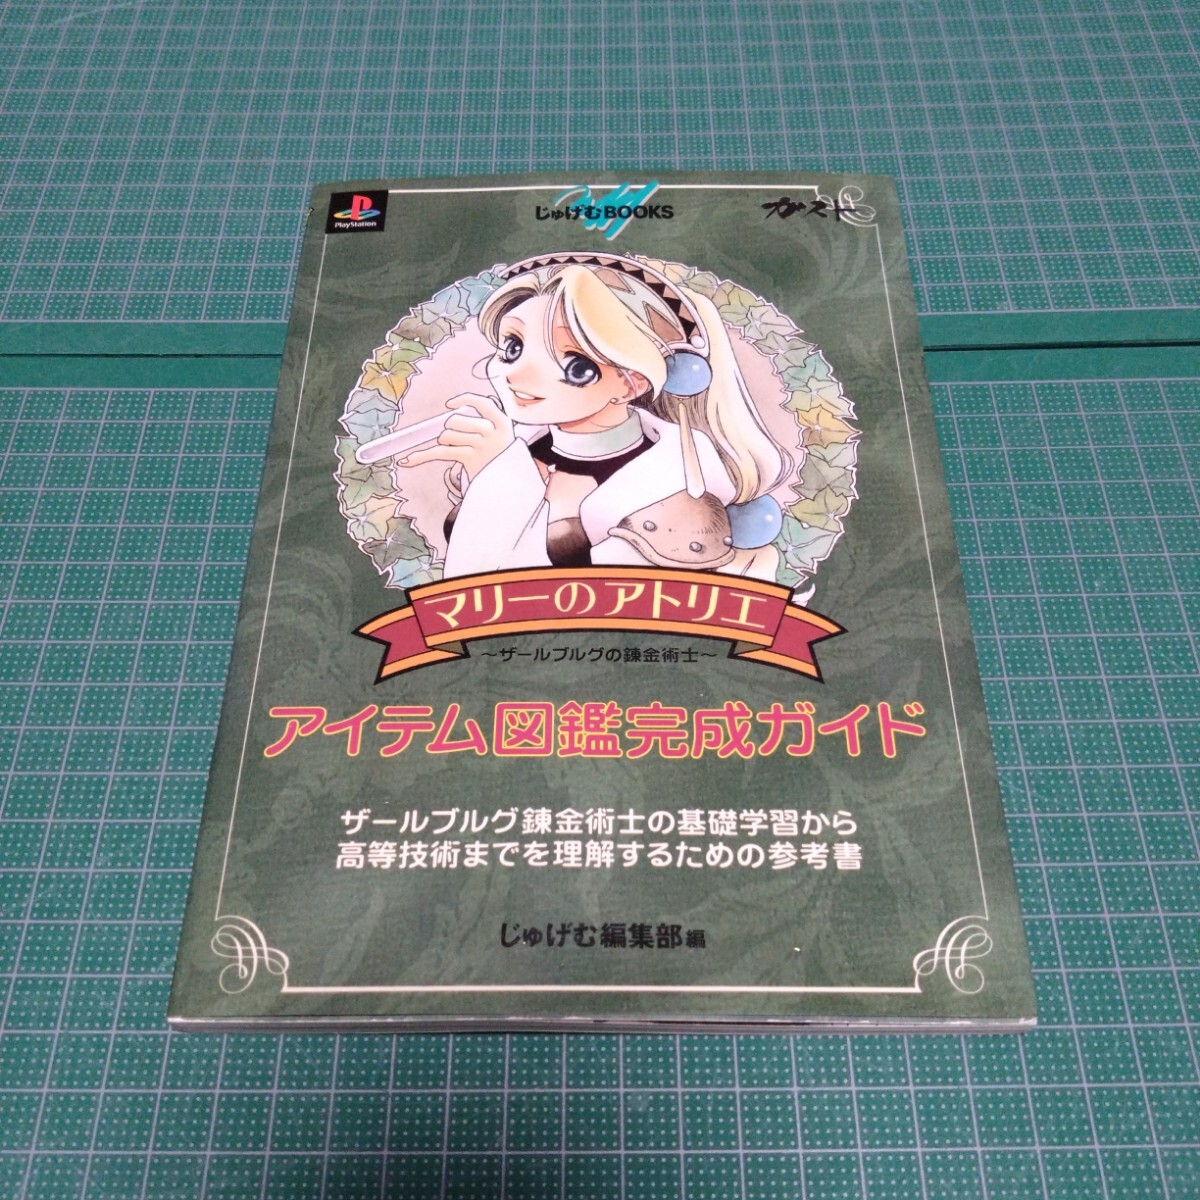 PlayStation
じゅげむBOOKS
ガスト
マリーのアトリエ
～ザールブルグの錬金術士～
アイテム図鑑完成ガイド
ザールブルグ錬金術士の基礎学習から
高等技術までを理解するための参考書
じゅげむ編集部 編